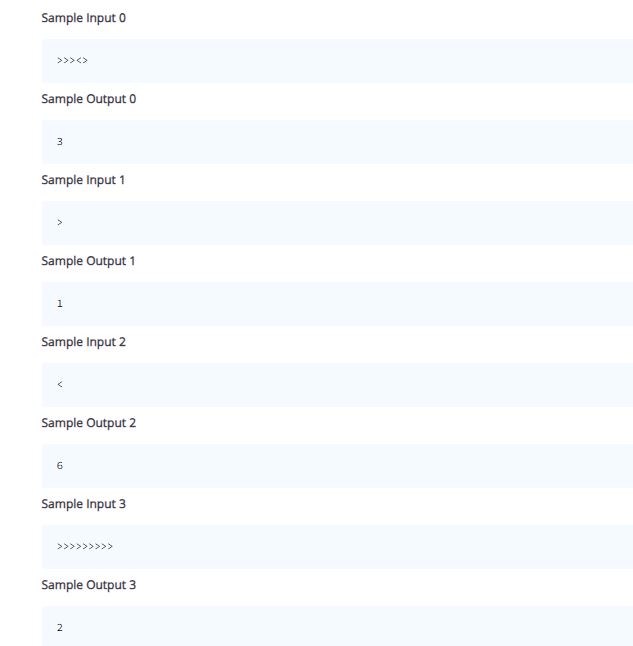 Sample Input 0
>>><>
Sample Output 0
3
Sample Input 1
>
Sample Output 1
1
Sample Input 2
<
Sample Output 2
6
Sample Input 3
>>>>>>>>>
Sample Output 3
2